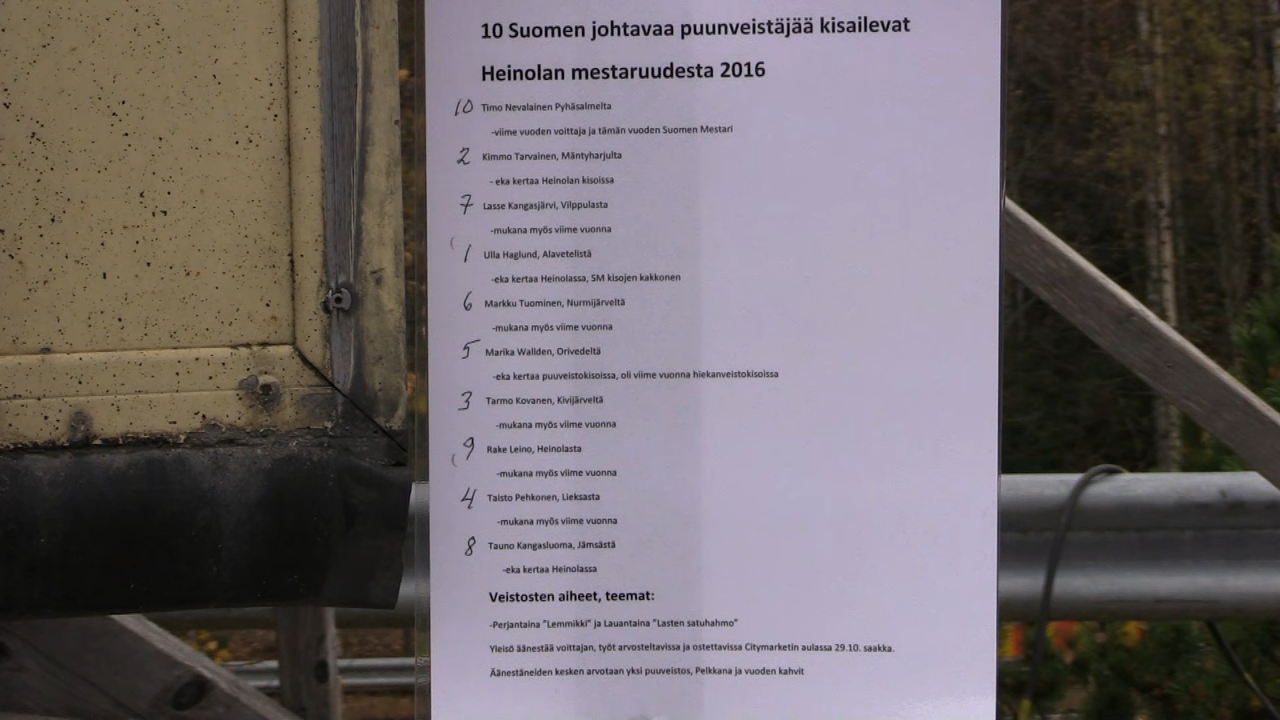 10 Suomen johtavaa puunveistäjää kisailevat
Heinolan mestaruudesta 2016
10 Timo Nevalainen Pyhäsalmelta
-viime vuoden voittaja ja tämän vuoden Suomen Mestari
2 Kimmo Tarvainen, Mäntyharjulta
- eka kertaa Heinolan kisoissa
7 Lasse Kangasjärvi, Vilppulasta
-mukana myös viime vuonna
1 Ulla Haglund, Alavetelistä
-eka kertaa Heinolassa, SM kisojen kakkonen
6 Markku Tuominen, Nurmijärveltä
-mukana myös viime vuonna
5 Marika Wallden, Orivedeltä
-eka kertaa puuveistokisoissa, oli viime vuonna hiekanveistokisoissa
3 Tarmo Kovanen, Kivijärveltä
-mukana myös viime vuonna
9 Rake Leino, Heinolasta
-mukana myös viime vuonna
4 Taisto Pehkonen, Lieksasta
-mukana myös viime vuonna
8 Tauno Kangasluoma, Jämsästä
-eka kertaa Heinolassa
Veistosten aiheet, teemat:
-Perjantaina "Lemmikki" ja Lauantaina "Lasten satuhahmo"
Yleisö äänestää voittajan, työt arvosteltavissa ja ostettavissa Citymarketin aulassa 29.10. saakka.
Äänestäneiden kesken arvotaan yksi puuveistos, Pelkkana ja vuoden kahvit